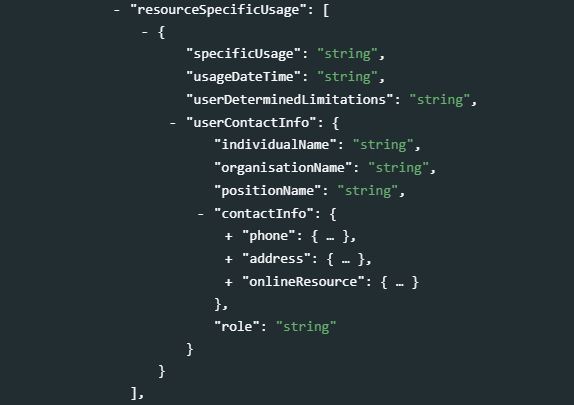 - "resourceSpecificUsage": [
- {
"specificUsage": "string",
"usageDateTime": "string",
"userDeterminedLimitations": "string",
- "userContactInfo": {
"individualName": "string",
"organisationName": "string",
"positionName": "string",
- "contactInfo": {
+ "phone": { … },
+ "address": { … },
+ "onlineResource": { … }
},
"role": "string"
}
}
],